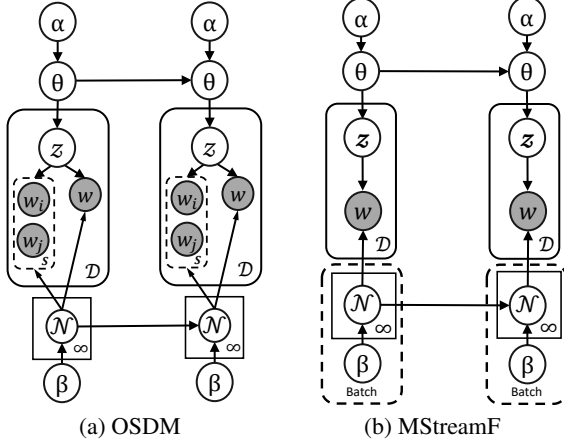 α α α α
θ θ θ θ
z z z z
w_i w w_i w w w
w_j w_j
s s
𝒟 𝒟 𝒟 𝒟
𝒩 𝒩 𝒩 𝒩
∞ ∞ ∞ ∞
β β β β
Batch Batch
(a) OSDM (b) MStreamF